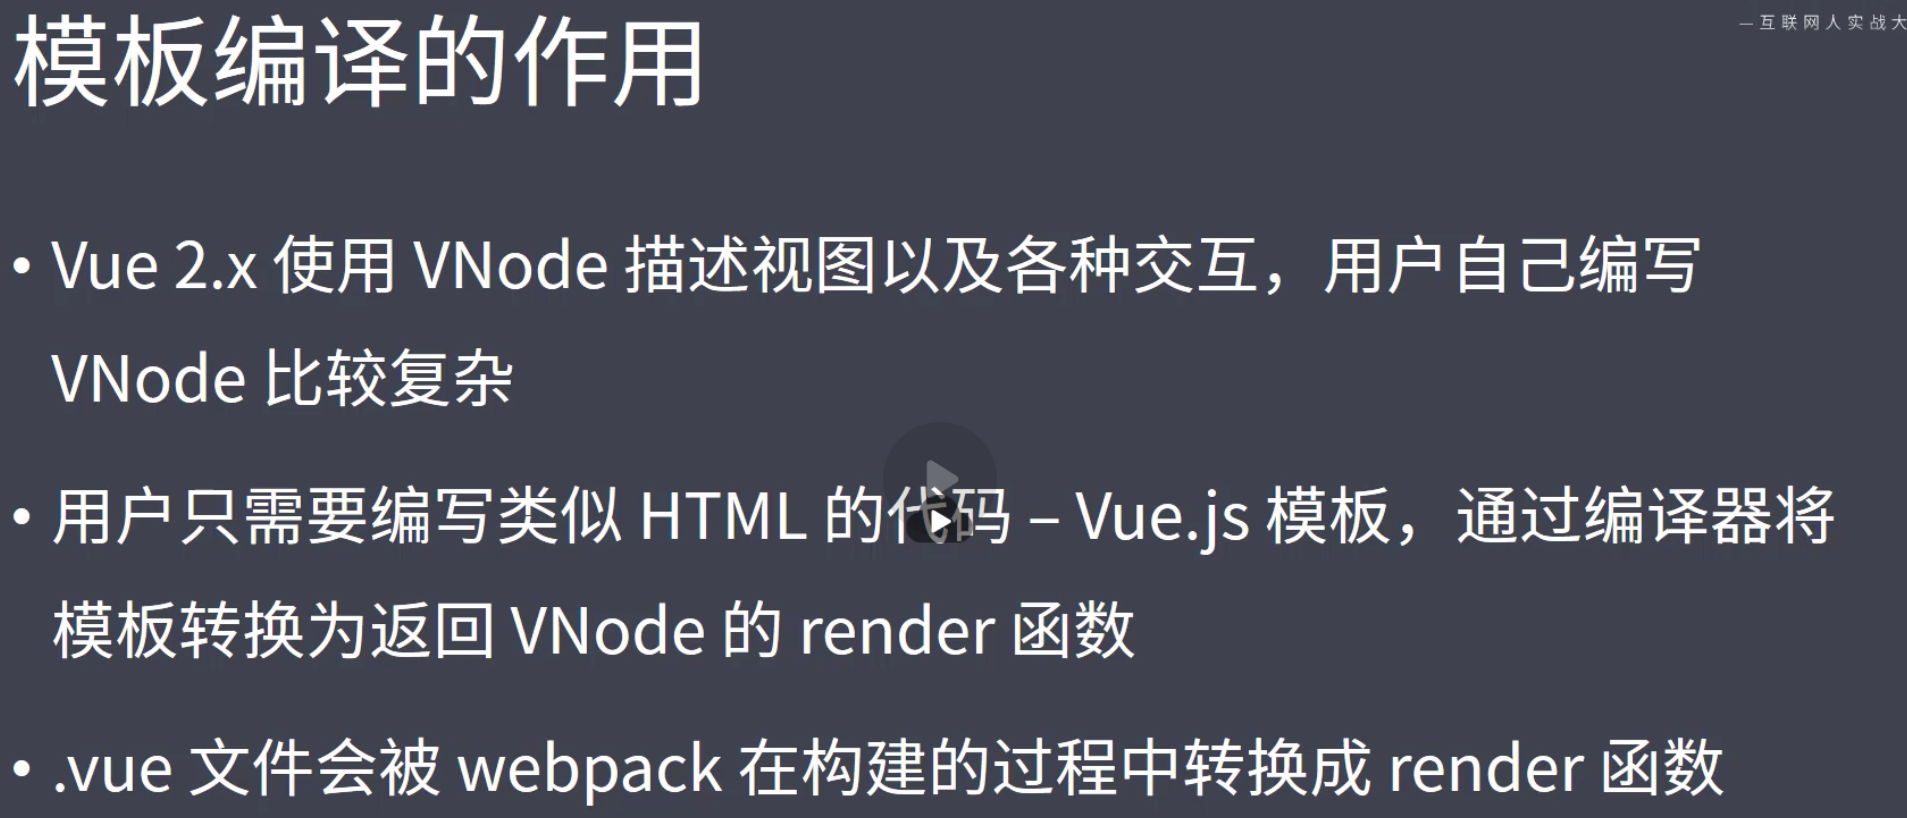 —互联网人实战大
模板编译的作用
• Vue 2.x 使用 VNode 描述视图以及各种交互，用户自己编写
VNode 比较复杂
• 用户只需要编写类似 HTML 的代码 – Vue.js 模板，通过编译器将
模板转换为返回 VNode 的 render 函数
• .vue 文件会被 webpack 在构建的过程中转换成 render 函数